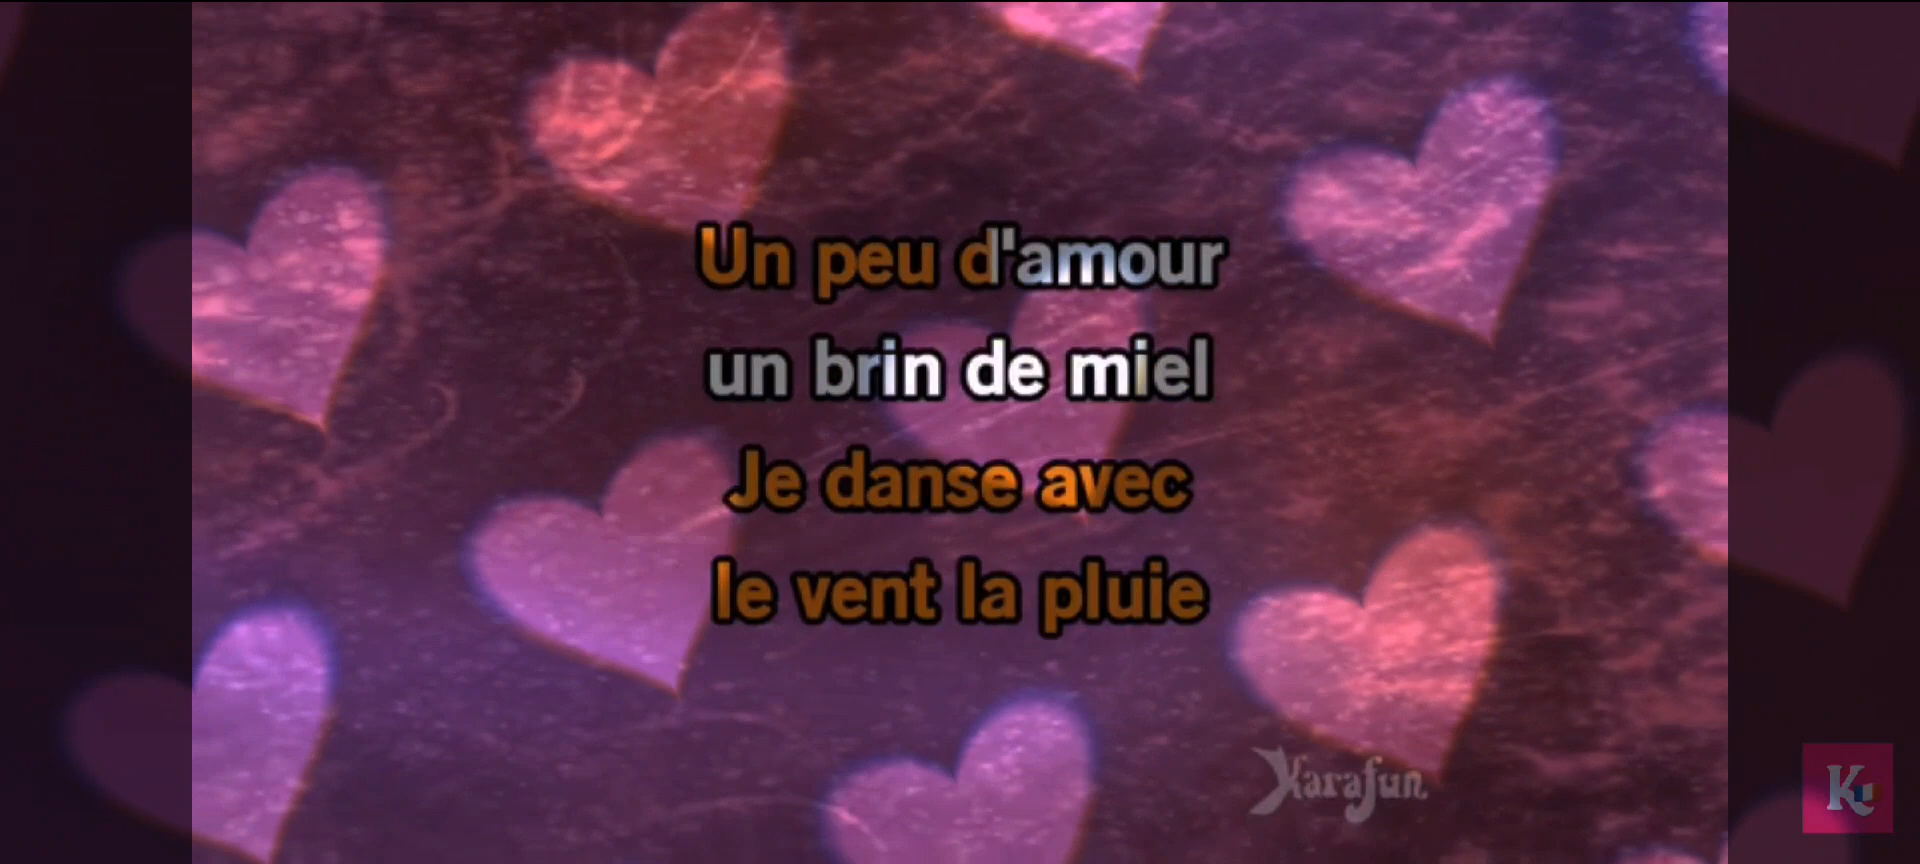 Un peu d'amour
un brin de miel
Je danse avec
le vent la pluie
Karafun
K